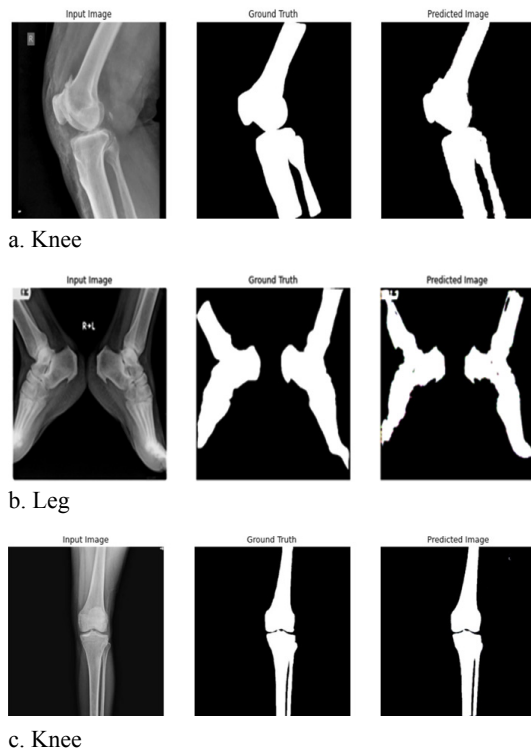 Input Image Ground Truth Predicted Image
a. Knee
Input Image Ground Truth Predicted Image
R+L
b. Leg
Input Image Ground Truth Predicted Image
c. Knee